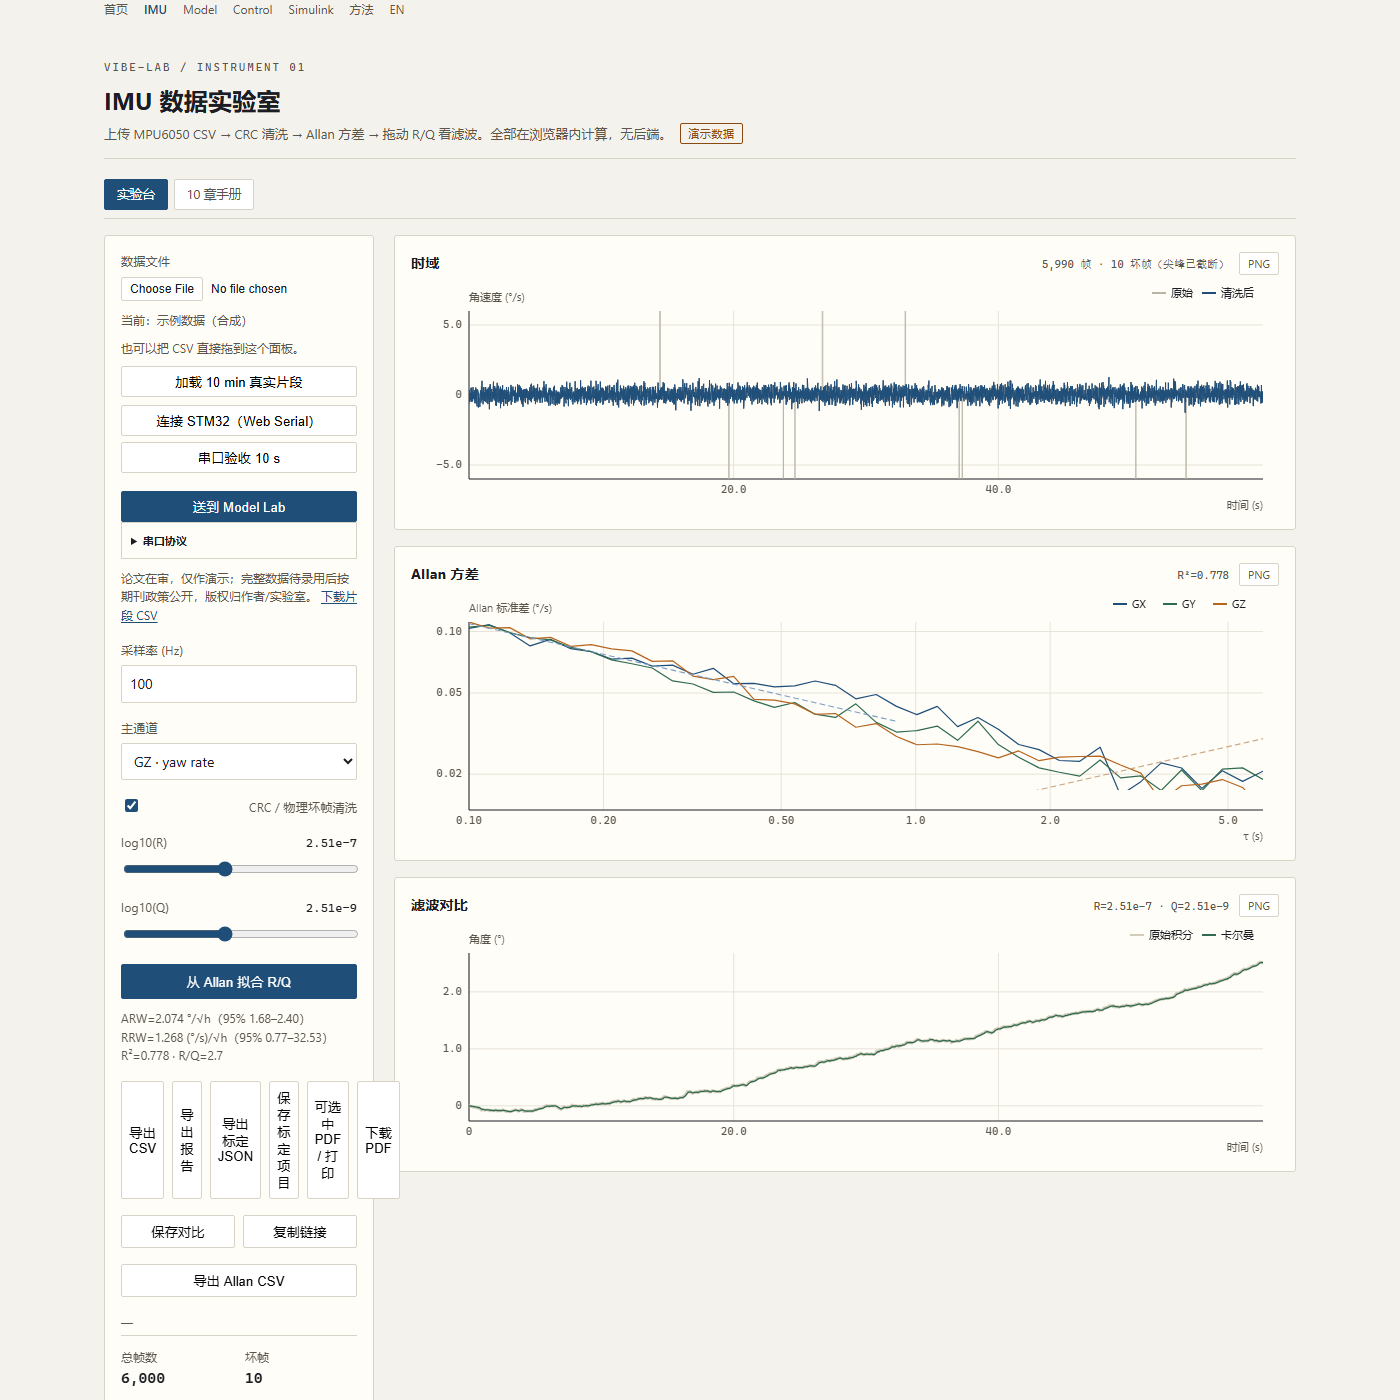 首页 IMU Model Control Simulink 方法 EN
VIBE-LAB / INSTRUMENT 01
IMU 数据实验室
上传 MPU6050 CSV → CRC 清洗 → Allan 方差 → 拖动 R/Q 看滤波。全部在浏览器内计算，无后端。 演示数据
实验台 10 章手册
数据文件
Choose File No file chosen
当前：示例数据（合成）
也可以把 CSV 直接拖到这个面板。
加载 10 min 真实片段
连接 STM32（Web Serial）
串口验收 10 s
送到 Model Lab
▶ 串口协议
论文在审，仅作演示；完整数据待录用后按
期刊政策公开，版权归作者/实验室。 下载片
段 CSV
采样率 (Hz)
100
主通道
GZ · yaw rate
CRC / 物理坏帧清洗
log10(R) 2.51e-7
log10(Q) 2.51e-9
从 Allan 拟合 R/Q
ARW=2.074 °/√h（95% 1.68–2.40）
RRW=1.268 (°/s)/√h（95% 0.77–32.53）
R²=0.778 · R/Q=2.7
导出
CSV
导
出
报
告
导出
标定
JSON
保
存
标
定
项
目
可选
中
PDF
/ 打
印
下载
PDF
保存对比 复制链接
导出 Allan CSV
—
总帧数 坏帧
6,000 10
时域 5,990 帧 · 10 坏帧（尖峰已截断） PNG
角速度 (°/s) 原始 清洗后
5.0
0
−5.0
20.0 40.0
时间 (s)
Allan 方差 R²=0.778 PNG
Allan 标准差 (°/s) GX GY GZ
0.10
0.05
0.02
0.10 0.20 0.50 1.0 2.0 5.0
τ (s)
滤波对比 R=2.51e-7 · Q=2.51e-9 PNG
角度 (°) 原始积分 卡尔曼
2.0
1.0
0
0 20.0 40.0
时间 (s)